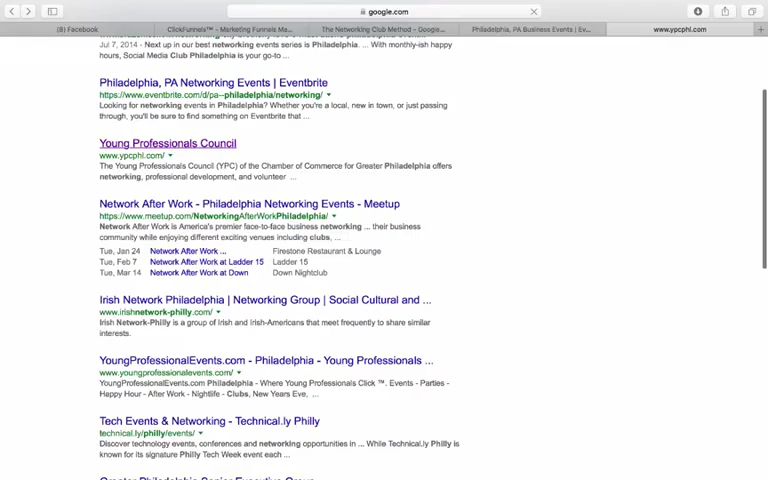 google.com
(8) Facebook
ClickFunnels™ - Marketing Funnels Ma...
The Networking Club Method - Google...
Philadelphia, PA Business Events | Ev...
www.ypcphl.com/
Jul 7, 2014 - Next up in our best networking events series is Philadelphia. ... With monthly-ish happy
hours, Social Media Club Philadelphia is your go-to ...
Philadelphia, PA Networking Events | Eventbrite
https://www.eventbrite.com/d/pa--philadelphia/networking/
Looking for networking events in Philadelphia? Whether you're a local, new in town, or just passing
through, you'll be sure to find something on Eventbrite that ...
Young Professionals Council
www.ypcphl.com/
The Young Professionals Council (YPC) of the Chamber of Commerce for Greater Philadelphia offers
networking, professional development, and volunteer ...
Network After Work - Philadelphia Networking Events - Meetup
https://www.meetup.com/NetworkingAfterWorkPhiladelphia/
Network After Work is America's premier face-to-face business networking ... their business
community while enjoying different exciting venues including clubs, ...
Tue, Jan 24 Network After Work ... Firestone Restaurant & Lounge
Tue, Feb 7 Network After Work at Ladder 15 Ladder 15
Tue, Mar 14 Network After Work at Down Down Nightclub
Irish Network Philadelphia | Networking Group | Social Cultural and ...
www.irishnetwork-philly.com/
Irish Network-Philly is a group of Irish and Irish-Americans that meet frequently to share similar
interests.
YoungProfessionalEvents.com - Philadelphia - Young Professionals ...
www.youngprofessionalevents.com/
YoungProfessionalEvents.com Philadelphia - Where Young Professionals Click ™. Events - Parties -
Happy Hour - After Work - Nightlife - Clubs, New Years Eve, ...
Tech Events & Networking - Technical.ly Philly
technical.ly/philly/events/
Discover technology events, conferences and networking opportunities in ... While Technical.ly Philly is
known for its signature Philly Tech Week event each ...
Greater Philadelphia Senior Executive Group